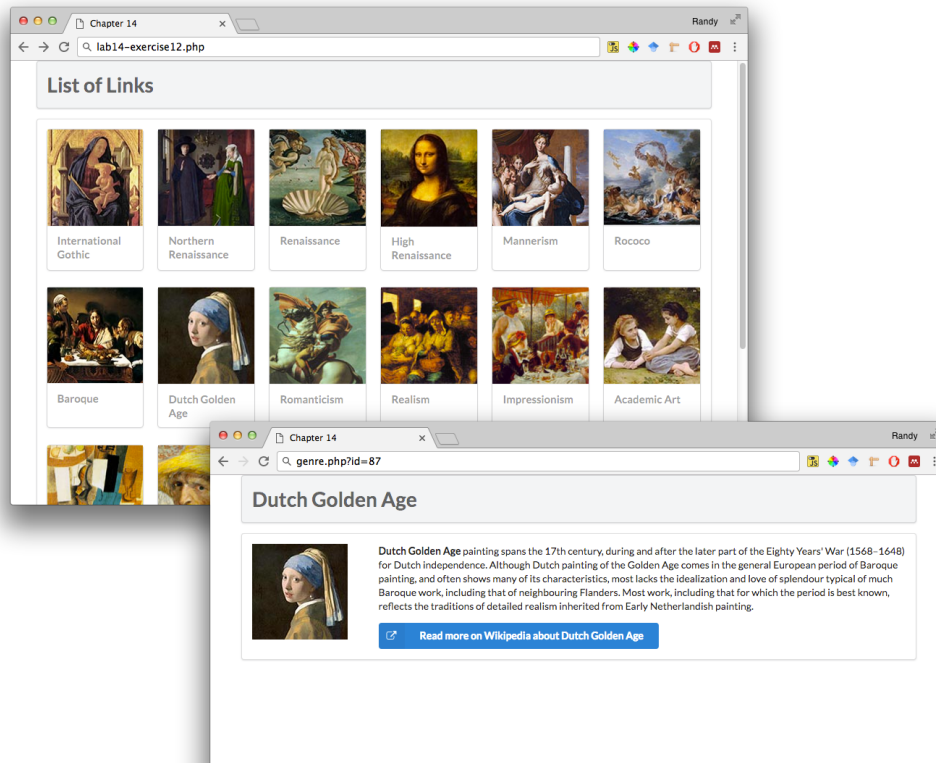 Chapter 14
Randy
lab14-exercise12.php
JS
List of Links
International
Gothic
Northern
Renaissance
Renaissance
High
Renaissance
Mannerism
Rococo
Baroque
Dutch Golden
Age
Romanticism
Realism
Impressionism
Academic Art
Chapter 14
Randy
genre.php?id=87
JS
Dutch Golden Age
Dutch Golden Age painting spans the 17th century, during and after the later part of the Eighty Years' War (1568–1648)
for Dutch independence. Although Dutch painting of the Golden Age comes in the general European period of Baroque
painting, and often shows many of its characteristics, most lacks the idealization and love of splendour typical of much
Baroque work, including that of neighbouring Flanders. Most work, including that for which the period is best known,
reflects the traditions of detailed realism inherited from Early Netherlandish painting.
Read more on Wikipedia about Dutch Golden Age